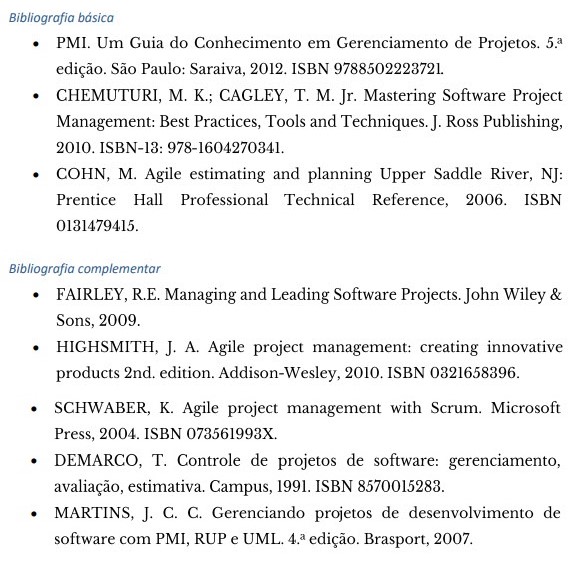 Bibliografia básica
• PMI. Um Guia do Conhecimento em Gerenciamento de Projetos. 5.ª
edição. São Paulo: Saraiva, 2012. ISBN 9788502223721.
• CHEMUTURI, M. K.; CAGLEY, T. M. Jr. Mastering Software Project
Management: Best Practices, Tools and Techniques. J. Ross Publishing,
2010. ISBN-13: 978-1604270341.
• COHN, M. Agile estimating and planning Upper Saddle River, NJ:
Prentice Hall Professional Technical Reference, 2006. ISBN
0131479415.
Bibliografia complementar
• FAIRLEY, R.E. Managing and Leading Software Projects. John Wiley &
Sons, 2009.
• HIGHSMITH, J. A. Agile project management: creating innovative
products 2nd. edition. Addison-Wesley, 2010. ISBN 0321658396.
• SCHWABER, K. Agile project management with Scrum. Microsoft
Press, 2004. ISBN 073561993X.
• DEMARCO, T. Controle de projetos de software: gerenciamento,
avaliação, estimativa. Campus, 1991. ISBN 8570015283.
• MARTINS, J. C. C. Gerenciando projetos de desenvolvimento de
software com PMI, RUP e UML. 4.ª edição. Brasport, 2007.